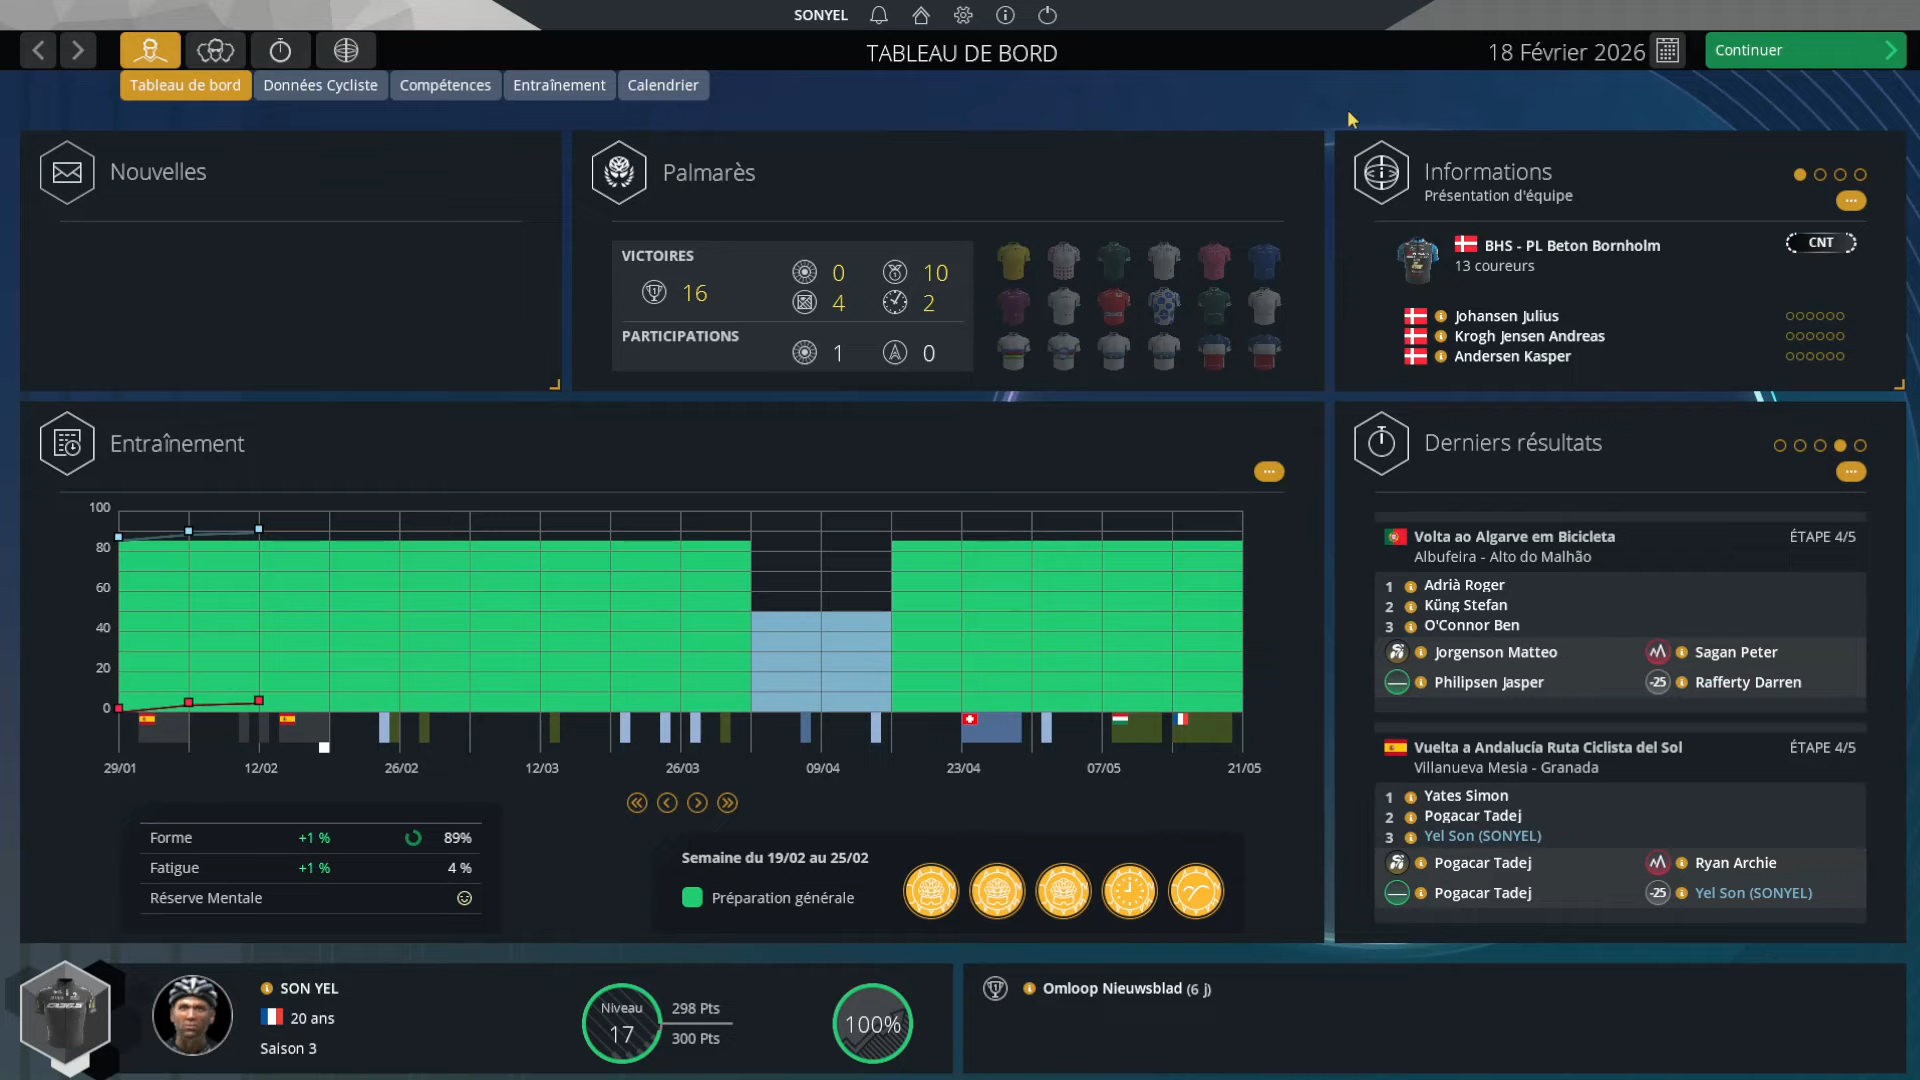 SONYEL
TABLEAU DE BORD
18 Février 2026
Continuer
Tableau de bord
Données Cycliste
Compétences
Entraînement
Calendrier
Nouvelles
Palmarès
VICTOIRES
16
0
10
4
2
PARTICIPATIONS
1
0
Informations
Présentation d'équipe
BHS - PL Beton Bornholm
CNT
13 coureurs
Johansen Julius
Krogh Jensen Andreas
Andersen Kasper
Entraînement
100
80
60
40
20
0
29/01
12/02
26/02
12/03
26/03
09/04
23/04
07/05
21/05
Forme +1 % 89%
Fatigue +1 % 4 %
Réserve Mentale
Semaine du 19/02 au 25/02
Préparation générale
Derniers résultats
Volta ao Algarve em Bicicleta ÉTAPE 4/5
Albufeira - Alto do Malhão
1 Adrià Roger
2 Küng Stefan
3 O'Connor Ben
Jorgenson Matteo Sagan Peter
Philipsen Jasper -25 Rafferty Darren
Vuelta a Andalucía Ruta Ciclista del Sol ÉTAPE 4/5
Villanueva Mesia - Granada
1 Yates Simon
2 Pogacar Tadej
3 Yel Son (SONYEL)
Pogacar Tadej Ryan Archie
Pogacar Tadej -25 Yel Son (SONYEL)
SON YEL
20 ans
Saison 3
Niveau
17
298 Pts
300 Pts
100%
Omloop Nieuwsblad (6 j)